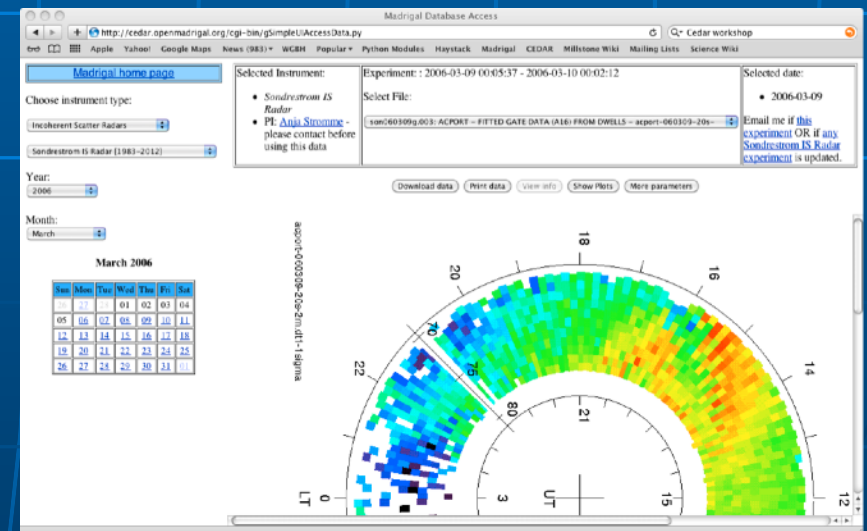 Madrigal Database Access
http://cedar.openmadrigal.org/cgi-bin/gSimpleUIAccessData.py
Cedar workshop
Apple Yahoo! Google Maps News (983) WGBH Popular Python Modules Haystack Madrigal CEDAR Millstone Wiki Mailing Lists Science Wiki
Madrigal home page
Choose instrument type:
Incoherent Scatter Radars
Sondrestrom IS Radar [1983-2012]
Year:
2006
Month:
March
March 2006
Sun Mon Tue Wed Thu Fri Sat
26 27 28 01 02 03 04
05 06 07 08 09 10 11
12 13 14 15 16 17 18
19 20 21 22 23 24 25
26 27 28 29 30 31 01
Selected Instrument:
• Sondrestrom IS
Radar
• PI: Anja Stromme -
please contact before
using this data
Experiment: : 2006-03-09 00:05:37 - 2006-03-10 00:02:12
Select File:
son060309g.003: ACPORT - FITTED GATE DATA (A16) FROM DWELLS - acport-060309-20s-
Selected date:
• 2006-03-09
Email me if this
experiment OR if any
Sondrestrom IS Radar
experiment is updated.
Download data Print data View info Show Plots More parameters
acport-060309-20s-2m.dt1-1sigma
18
20
16
22
14
70
75
80
21
LT
0
3
UT
15
12